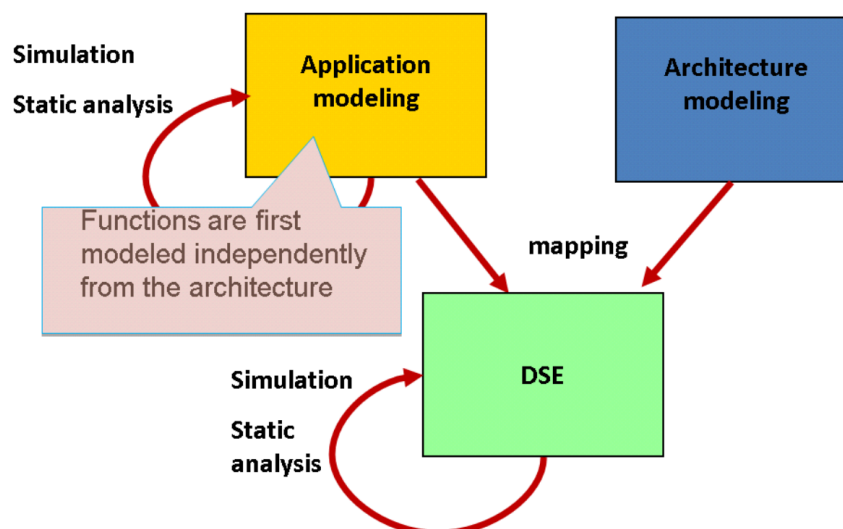 Simulation
Static analysis
Application
modeling
Architecture
modeling
Functions are first
modeled independently
from the architecture
mapping
DSE
Simulation
Static
analysis